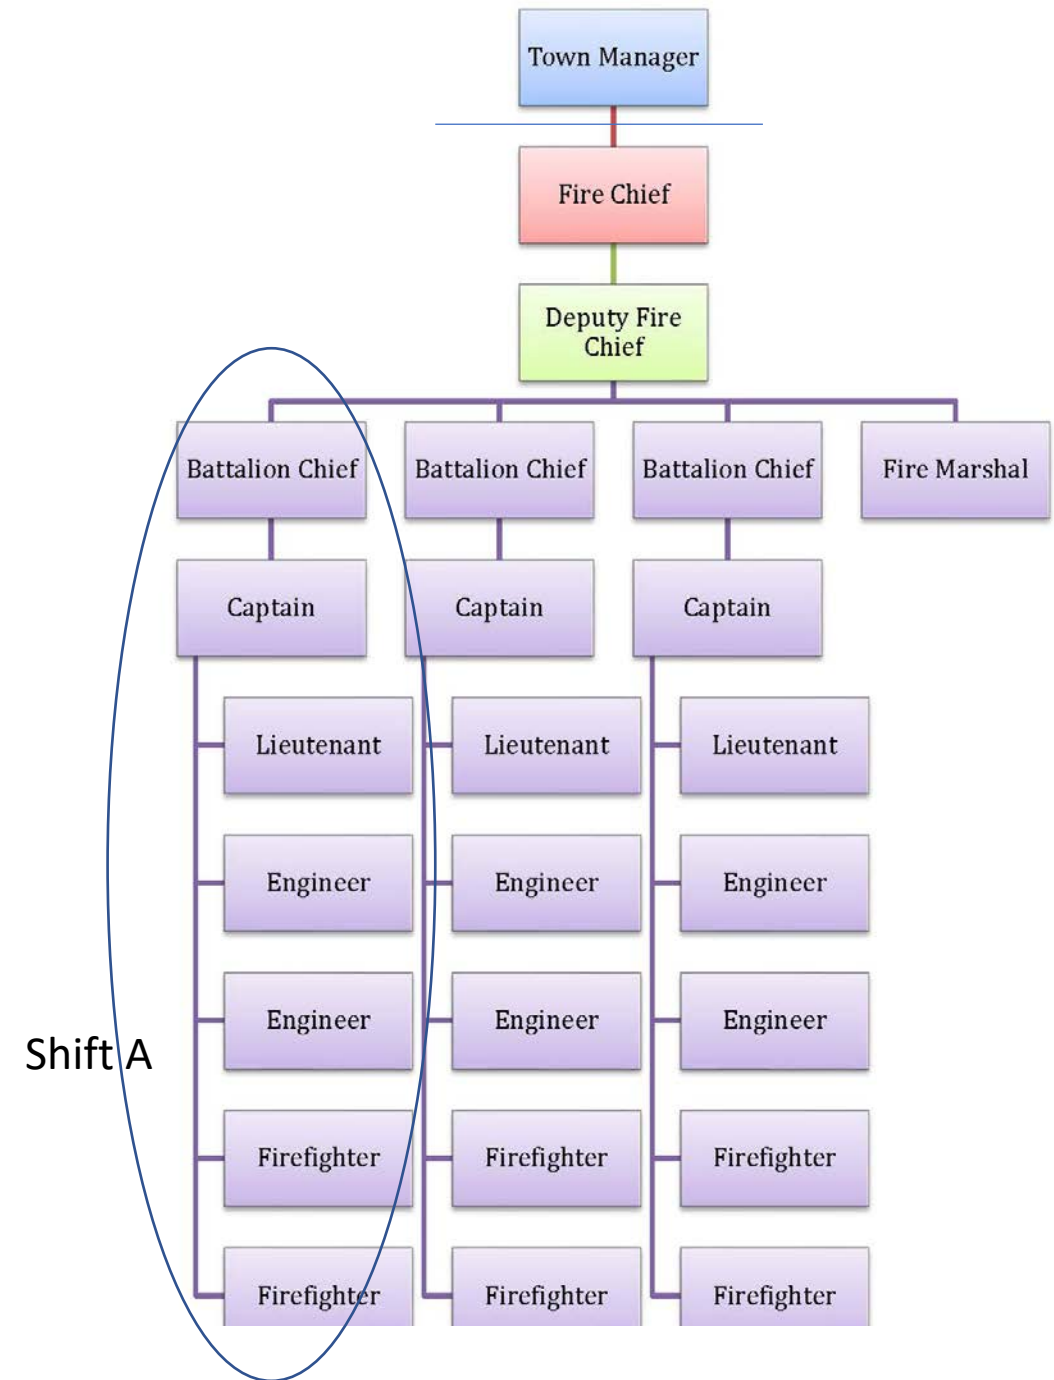 Town Manager
Fire Chief
Deputy Fire
Chief
Battalion Chief
Battalion Chief
Battalion Chief
Fire Marshal
Captain
Captain
Captain
Lieutenant
Lieutenant
Lieutenant
Engineer
Engineer
Engineer
Engineer
Engineer
Engineer
Shift A
Firefighter
Firefighter
Firefighter
Firefighter
Firefighter
Firefighter